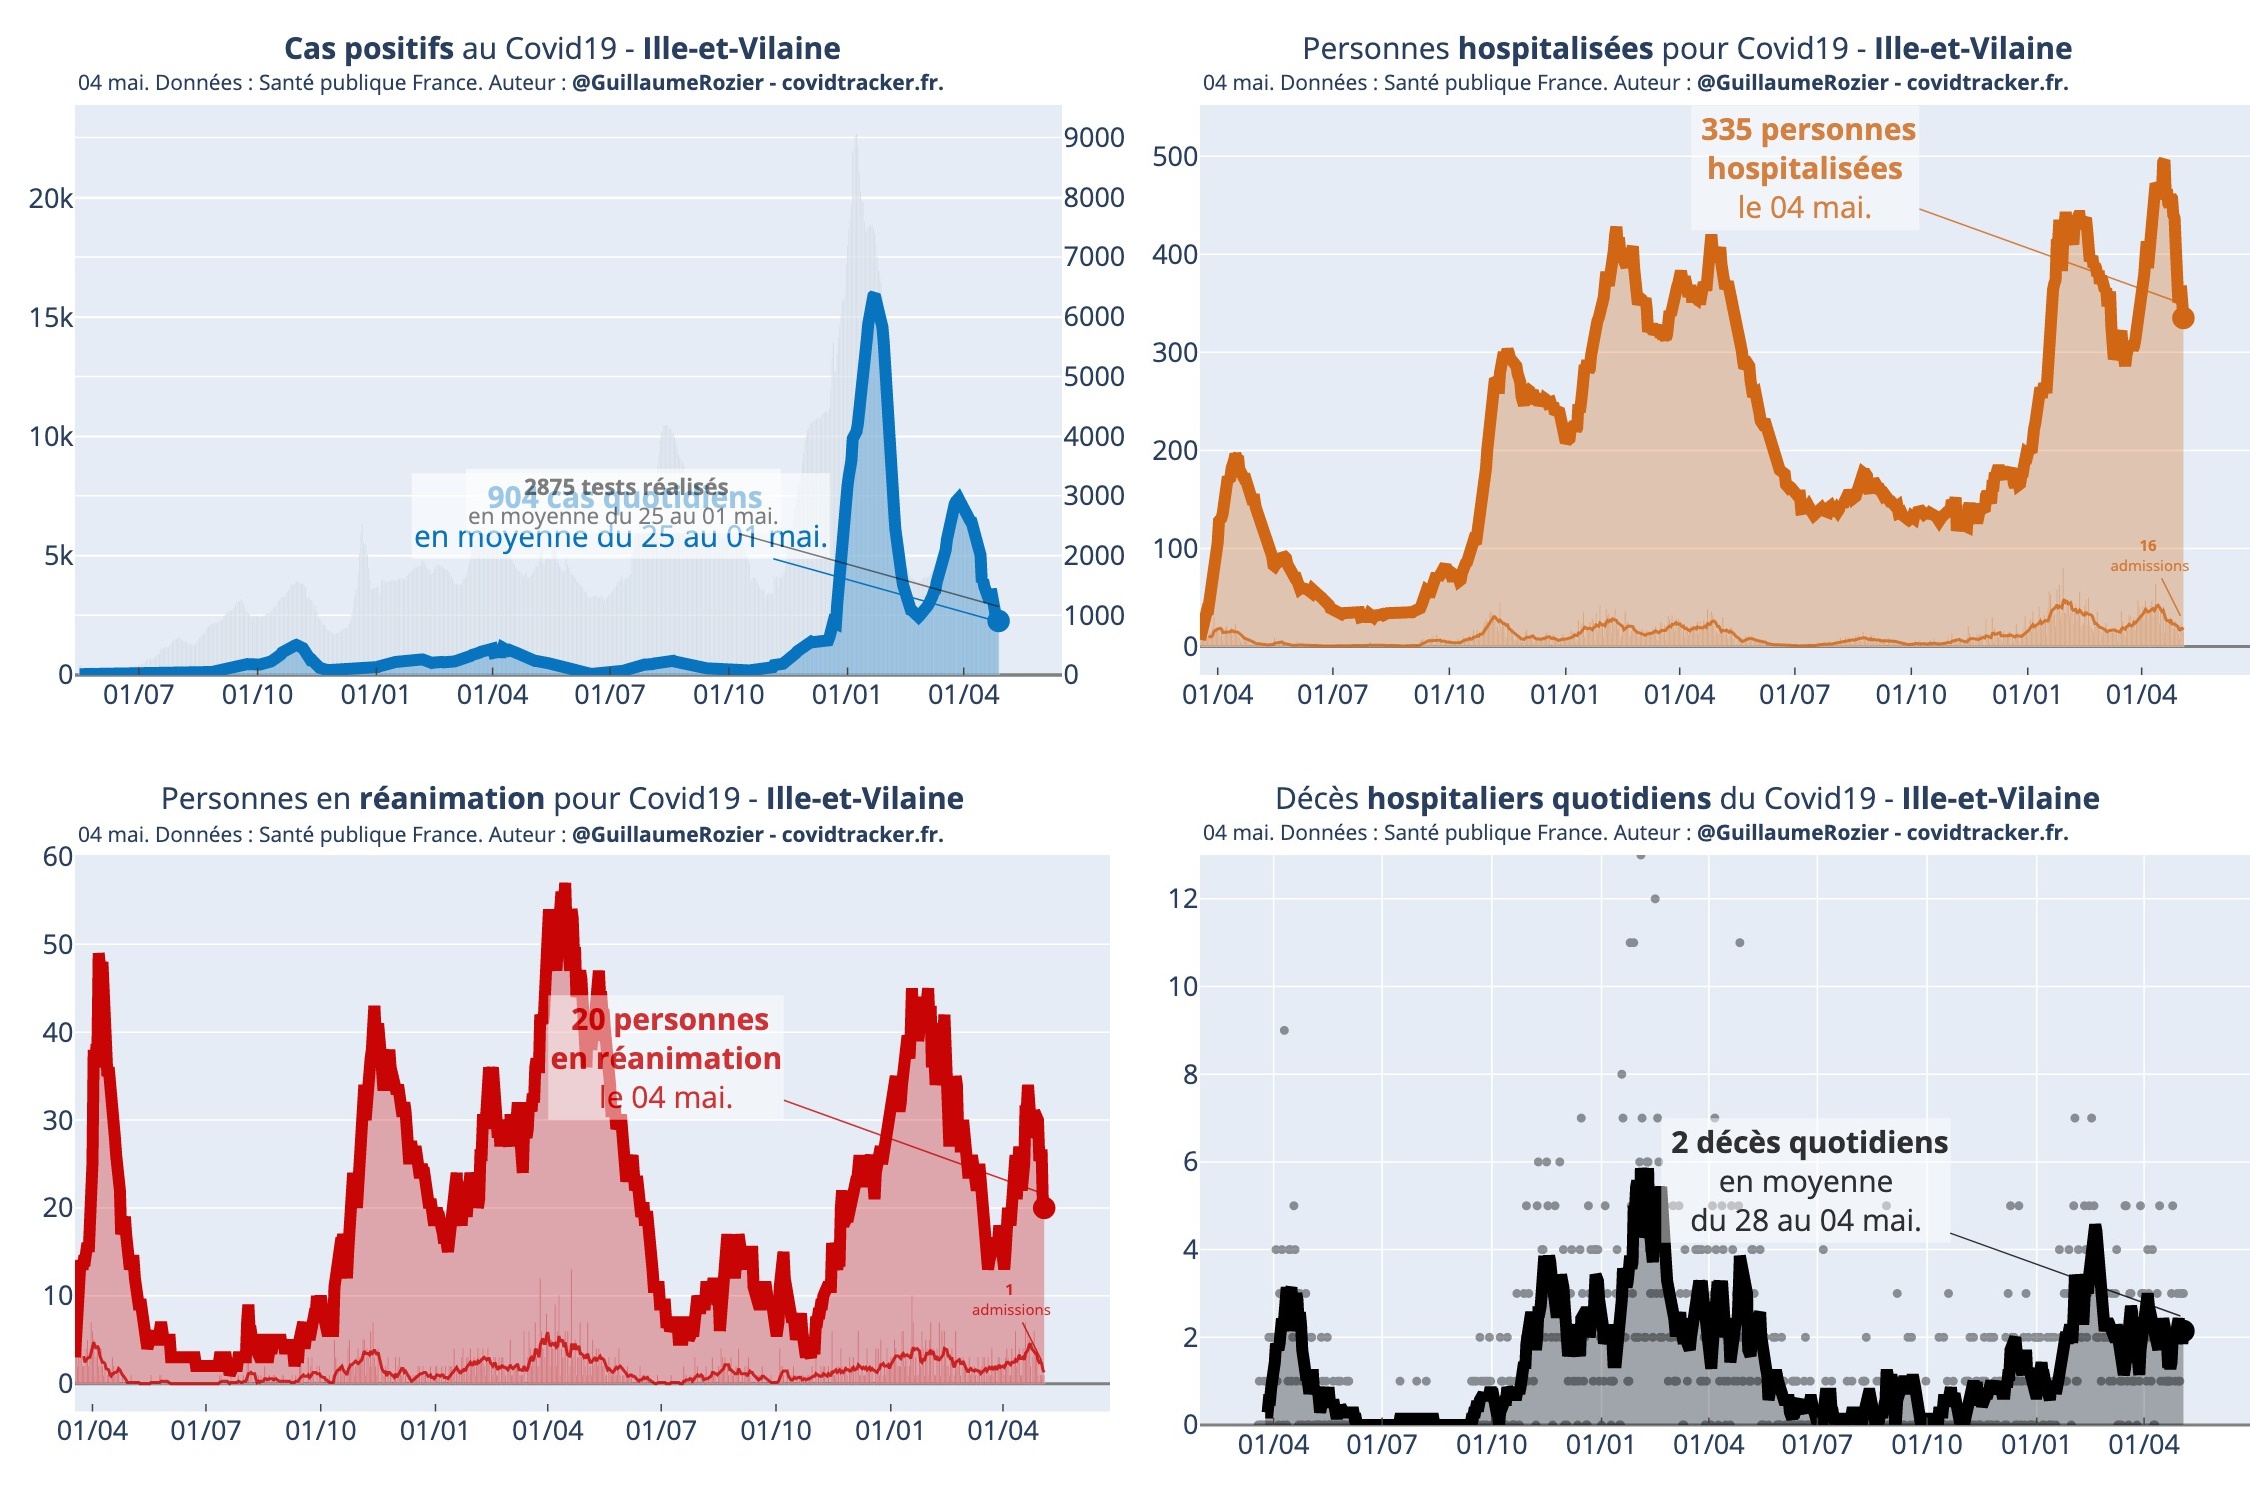 Cas positifs au Covid19 - Ille-et-Vilaine
04 mai. Données : Santé publique France. Auteur : @GuillaumeRozier - covidtracker.fr.
9000
20k
8000
7000
15k
6000
5000
10k
4000
2875 tests réalisés
904 cas quotidiens
3000
en moyenne du 25 au 01 mai.
en moyenne du 25 au 01 mai.
5k
2000
1000
0
0
01/07 01/10 01/01 01/04 01/07 01/10 01/01 01/04
Personnes hospitalisées pour Covid19 - Ille-et-Vilaine
04 mai. Données : Santé publique France. Auteur : @GuillaumeRozier - covidtracker.fr.
335 personnes
hospitalisées
le 04 mai.
500
400
300
200
100
0
16
admissions
01/04 01/07 01/10 01/01 01/04 01/07 01/10 01/01 01/04
Personnes en réanimation pour Covid19 - Ille-et-Vilaine
04 mai. Données : Santé publique France. Auteur : @GuillaumeRozier - covidtracker.fr.
60
50
40
30
20
10
0
20 personnes
en réanimation
le 04 mai.
1
admissions
01/04 01/07 01/10 01/01 01/04 01/07 01/10 01/01 01/04
Décès hospitaliers quotidiens du Covid19 - Ille-et-Vilaine
04 mai. Données : Santé publique France. Auteur : @GuillaumeRozier - covidtracker.fr.
12
10
8
6
4
2
0
2 décès quotidiens
en moyenne
du 28 au 04 mai.
01/04 01/07 01/10 01/01 01/04 01/07 01/10 01/01 01/04